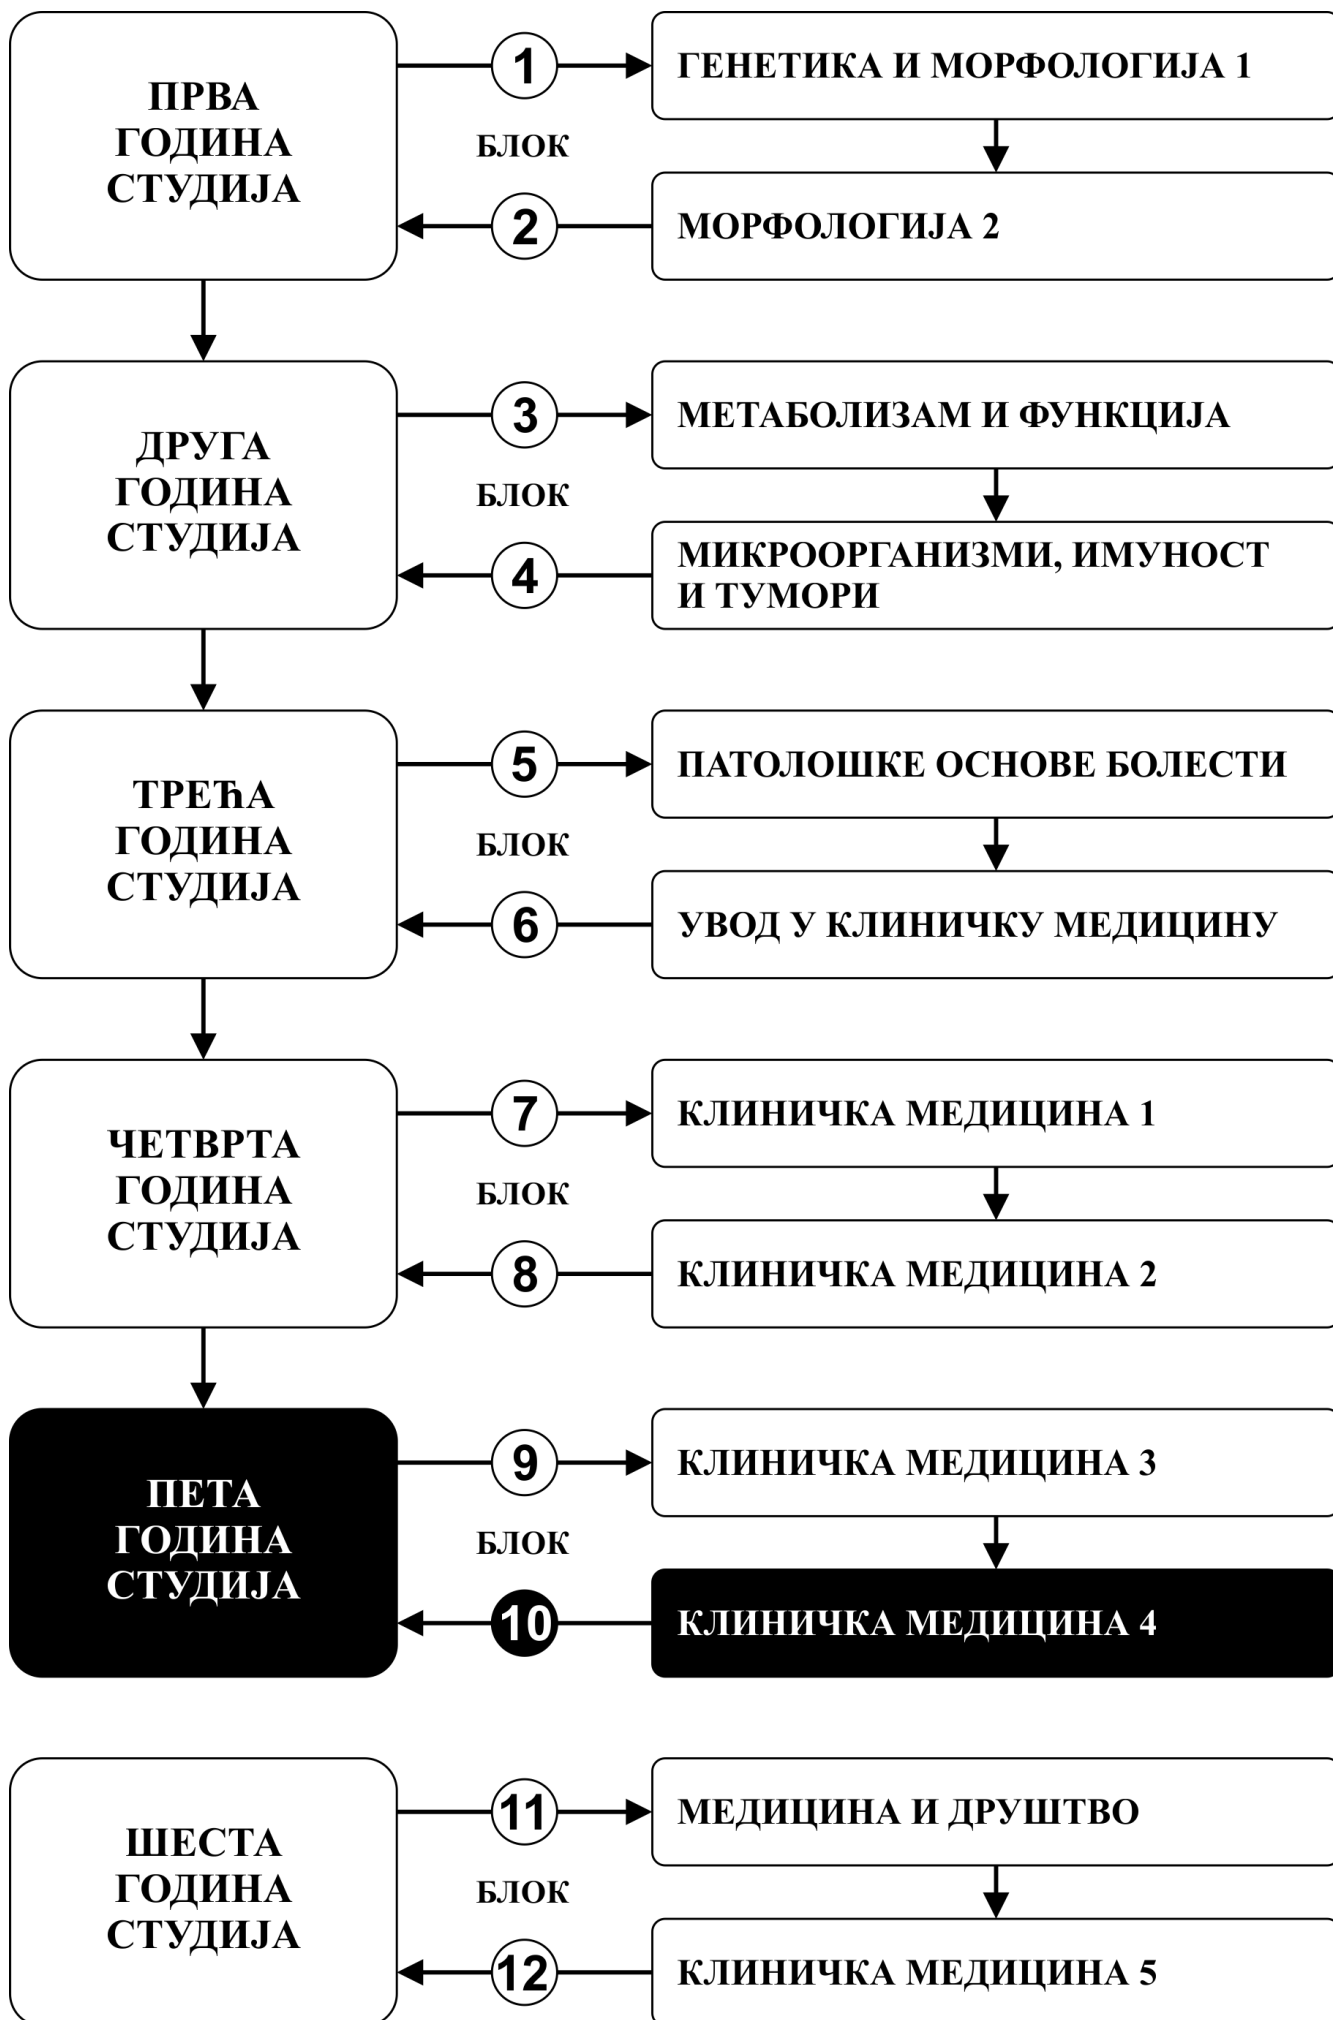 ПРВА
ГОДИНА
СТУДИЈА
1
БЛОК
2
ГЕНЕТИКА И МОРФОЛОГИЈА 1
МОРФОЛОГИЈА 2
ДРУГА
ГОДИНА
СТУДИЈА
3
БЛОК
4
МЕТАБОЛИЗАМ И ФУНКЦИЈА
МИКРООРГАНИЗМИ, ИМУНОСТ
И ТУМОРИ
ТРЕЋА
ГОДИНА
СТУДИЈА
5
БЛОК
6
ПАТОЛОШКЕ ОСНОВЕ БОЛЕСТИ
УВОД У КЛИНИЧКУ МЕДИЦИНУ
ЧЕТВРТА
ГОДИНА
СТУДИЈА
7
БЛОК
8
КЛИНИЧКА МЕДИЦИНА 1
КЛИНИЧКА МЕДИЦИНА 2
ПЕТА
ГОДИНА
СТУДИЈА
9
БЛОК
10
КЛИНИЧКА МЕДИЦИНА 3
КЛИНИЧКА МЕДИЦИНА 4
ШЕСТА
ГОДИНА
СТУДИЈА
11
БЛОК
12
МЕДИЦИНА И ДРУШТВО
КЛИНИЧКА МЕДИЦИНА 5